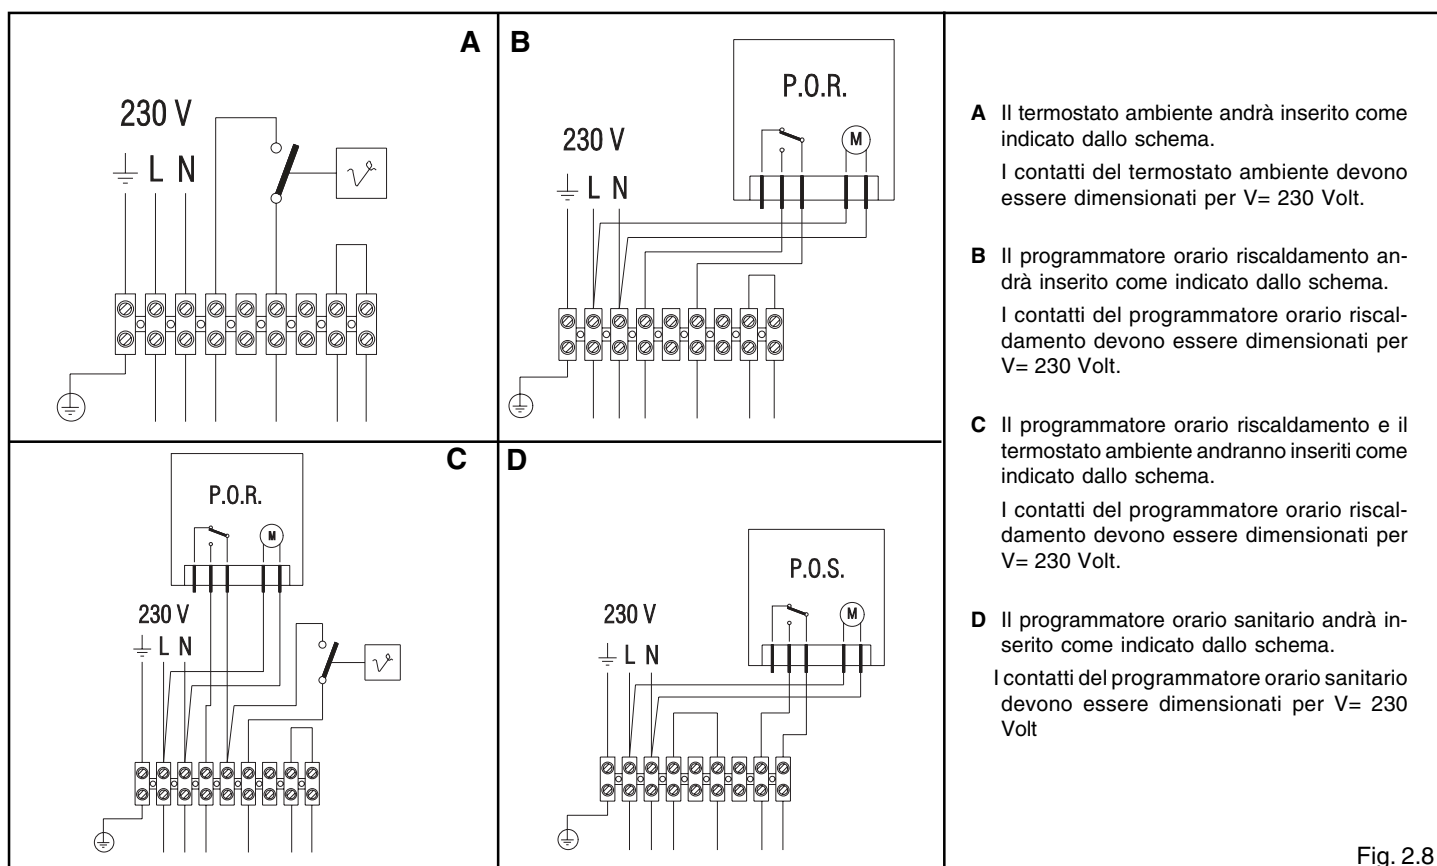 A
230 V
L N
B
P.O.R.
M
230 V
L N
C
P.O.R.
M
230 V
L N
D
P.O.S.
M
230 V
L N
A Il termostato ambiente andrà inserito come
indicato dallo schema.
I contatti del termostato ambiente devono
essere dimensionati per V= 230 Volt.
B Il programmatore orario riscaldamento an-
drà inserito come indicato dallo schema.
I contatti del programmatore orario riscal-
damento devono essere dimensionati per
V= 230 Volt.
C Il programmatore orario riscaldamento e il
termostato ambiente andranno inseriti come
indicato dallo schema.
I contatti del programmatore orario riscal-
damento devono essere dimensionati per
V= 230 Volt.
D Il programmatore orario sanitario andrà in-
serito come indicato dallo schema.
I contatti del programmatore orario sanitario
devono essere dimensionati per V= 230
Volt
Fig. 2.8